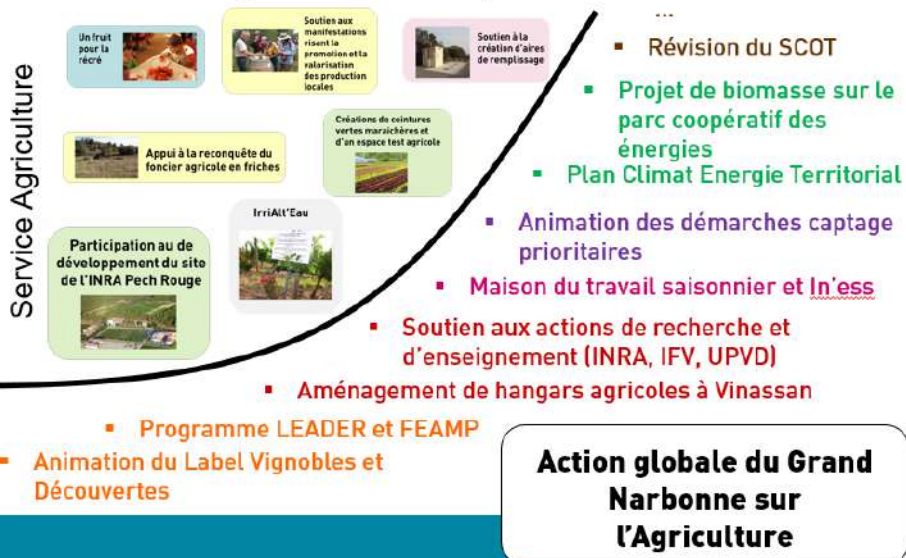 Service Agriculture
Un fruit
pour la
récré
Soutien aux
manifestations
visant la
promotion et la
valorisation
des production
locales
Soutien à la
création d'aires
de remplissage
Appui à la reconquête du
foncier agricole en friches
Créations de ceintures
vertes maraichères et
d'un espace test agricole
IrriAlt'Eau
Participation au de
développement du site
de l'INRA Pech Rouge
...
▪ Révision du SCOT
▪ Projet de biomasse sur le
parc coopératif des
énergies
▪ Plan Climat Energie Territorial
▪ Animation des démarches captage
prioritaires
▪ Maison du travail saisonnier et In'ess
▪ Soutien aux actions de recherche et
d'enseignement (INRA, IFV, UPVD)
▪ Aménagement de hangars agricoles à Vinassan
▪ Programme LEADER et FEAMP
▪ Animation du Label Vignobles et
Découvertes
Action globale du Grand
Narbonne sur
l'Agriculture